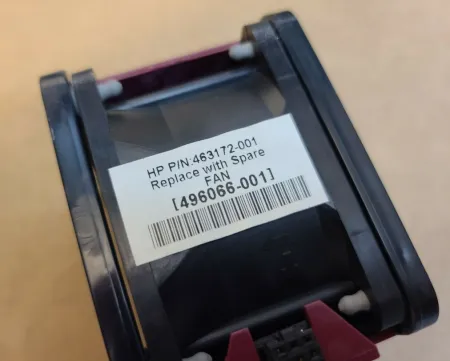 HP P/N:463172-001
Replace with Spare
FAN
[496066-001]